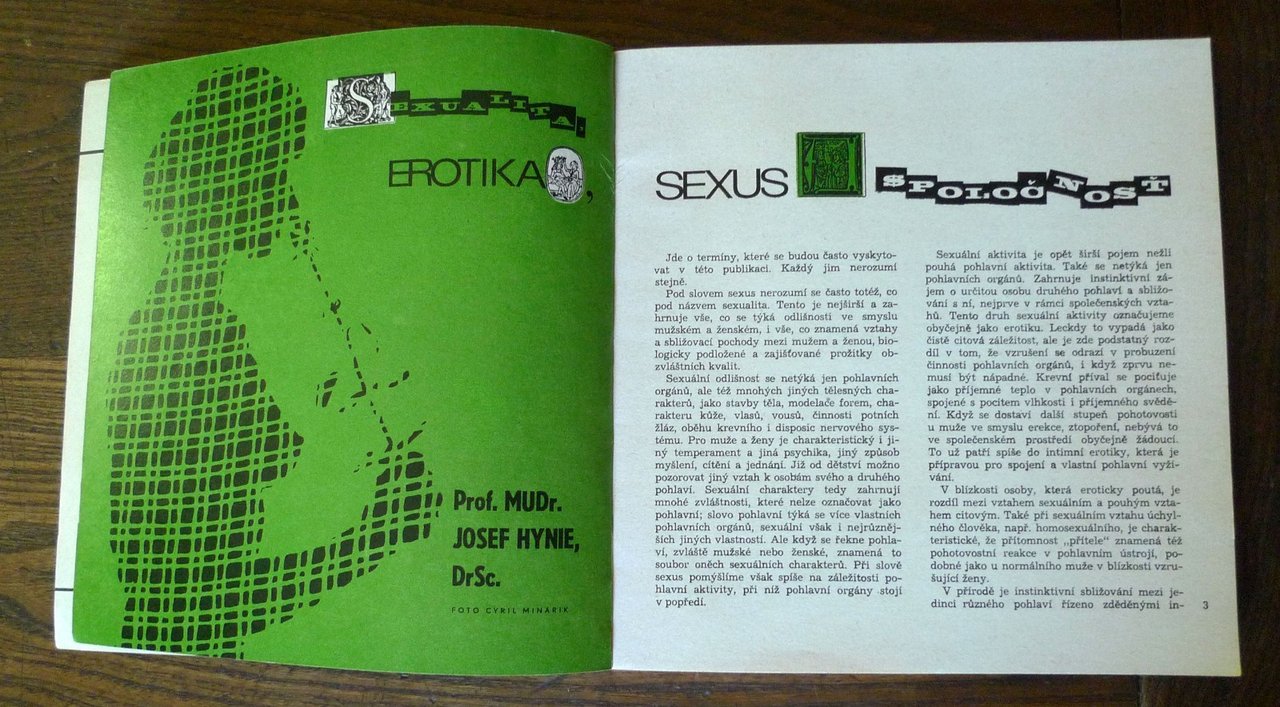 SEXUALITA,
EROTIKA,
Prof. MUDr.
JOSEF HYNIE,
DrSc.
FOTO CYRIL MINARIK
SEXUS A SPOLOČNOSŤ
Jde o termíny, které se budou často vyskyto-
vat v této publikaci. Každý jim nerozumí
stejně.
Pod slovem sexus nerozumí se často totéž, co
pod názvem sexualita. Tento je nejširší a za-
hrnuje vše, co se týká odlišnosti ve smyslu
mužském a ženském, i vše, co znamená vztahy
a sbližovací pochody mezi mužem a ženou, bio-
logicky podložené a zajišťované prožitky ob-
zvláštních kvalit.
Sexuální odlišnost se netýká jen pohlavních
orgánů, ale též mnohých jiných tělesných cha-
rakterů, jako stavby těla, modelače forem, cha-
rakteru kůže, vlasů, vousů, činnosti potních
žláz, oběhu krevního i disposic nervového sys-
tému. Pro muže a ženy je charakteristický i ji-
ný temperament a jiná psychika, jiný způsob
myšlení, cítění a jednání. Již od dětství možno
pozorovat jiný vztah k osobám svého a druhého
pohlaví. Sexuální charaktery tedy zahrnují
mnohé zvláštnosti, které nelze označovat jako
pohlavní; slovo pohlavní týká se více vlastních
pohlavních orgánů, sexuální však i nejrůzněj-
ších jiných vlastností. Ale když se řekne pohla-
ví, zvláště mužské nebo ženské, znamená to
soubor oněch sexuálních charakterů. Při slově
sexus pomýšlíme však spíše na záležitosti po-
hlavní aktivity, při níž pohlavní orgány stojí
v popředí.
Sexuální aktivita je opět širší pojem nežli
pouhá pohlavní aktivita. Také se netýká jen
pohlavních orgánů. Zahrnuje instinktivní zá-
jem o určitou osobu druhého pohlaví a sbližo-
vání s ní, nejprve v rámci společenských vzta-
hů. Tento druh sexuální aktivity označujeme
obyčejně jako erotiku. Leckdy to vypadá jako
čistě citová záležitost, ale je zde podstatný roz-
díl v tom, že vzrušení se odrazí v probuzení
činnosti pohlavních orgánů, i když zprvu ne-
musí být nápadné. Krevní příval se pociťuje
jako příjemné teplo v pohlavních orgánech,
spojené s pocitem vlhkosti i příjemného svědě-
ní. Když se dostaví další stupeň pohotovosti
u muže ve smyslu erekce, ztopoření, nebývá to
ve společenském prostředí obyčejně žádoucí.
To už patří spíše do intimní erotiky, která je
přípravou pro spojení a vlastní pohlavní vyží-
vání.
V blízkosti osoby, která eroticky poutá, je
rozdíl mezi vztahem sexuálním a pouhým vzta-
hem citovým. Také při sexuálním vztahu úchyl-
ného člověka, např. homosexuálního, je charak-
teristické, že přítomnost „přítele“ znamená též
pohotovostní reakce v pohlavním ústrojí, po-
dobné jako u normálního muže v blízkosti vzru-
šující ženy.
V přírodě je instinktivní sbližování mezi je-
dinci různého pohlaví řízeno zděděnými in-
3